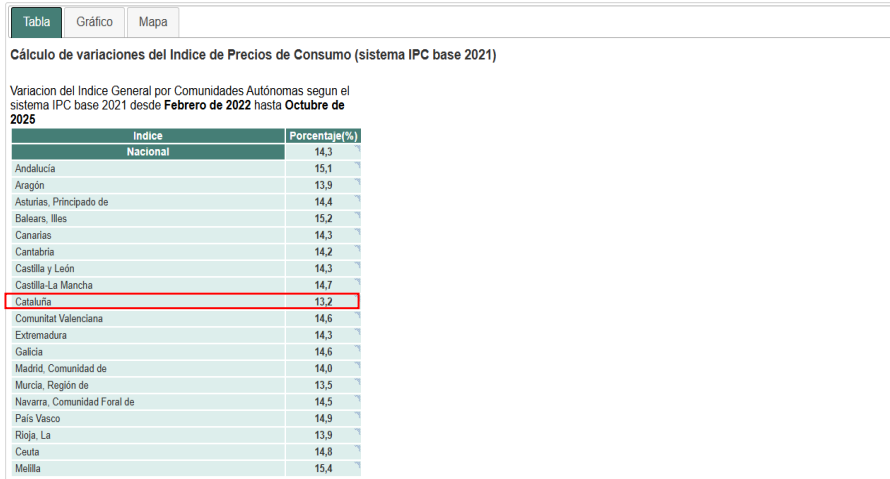 Tabla Gráfico Mapa
Cálculo de variaciones del Indice de Precios de Consumo (sistema IPC base 2021)
Variacion del Indice General por Comunidades Autónomas segun el
sistema IPC base 2021 desde Febrero de 2022 hasta Octubre de
2025
Indice Porcentaje(%)
Nacional 14,3
Andalucía 15,1
Aragón 13,9
Asturias, Principado de 14,4
Balears, Illes 15,2
Canarias 14,3
Cantabria 14,2
Castilla y León 14,3
Castilla-La Mancha 14,7
Cataluña 13,2
Comunitat Valenciana 14,6
Extremadura 14,3
Galicia 14,6
Madrid, Comunidad de 14,0
Murcia, Región de 13,5
Navarra, Comunidad Foral de 14,5
País Vasco 14,9
Rioja, La 13,9
Ceuta 14,8
Melilla 15,4